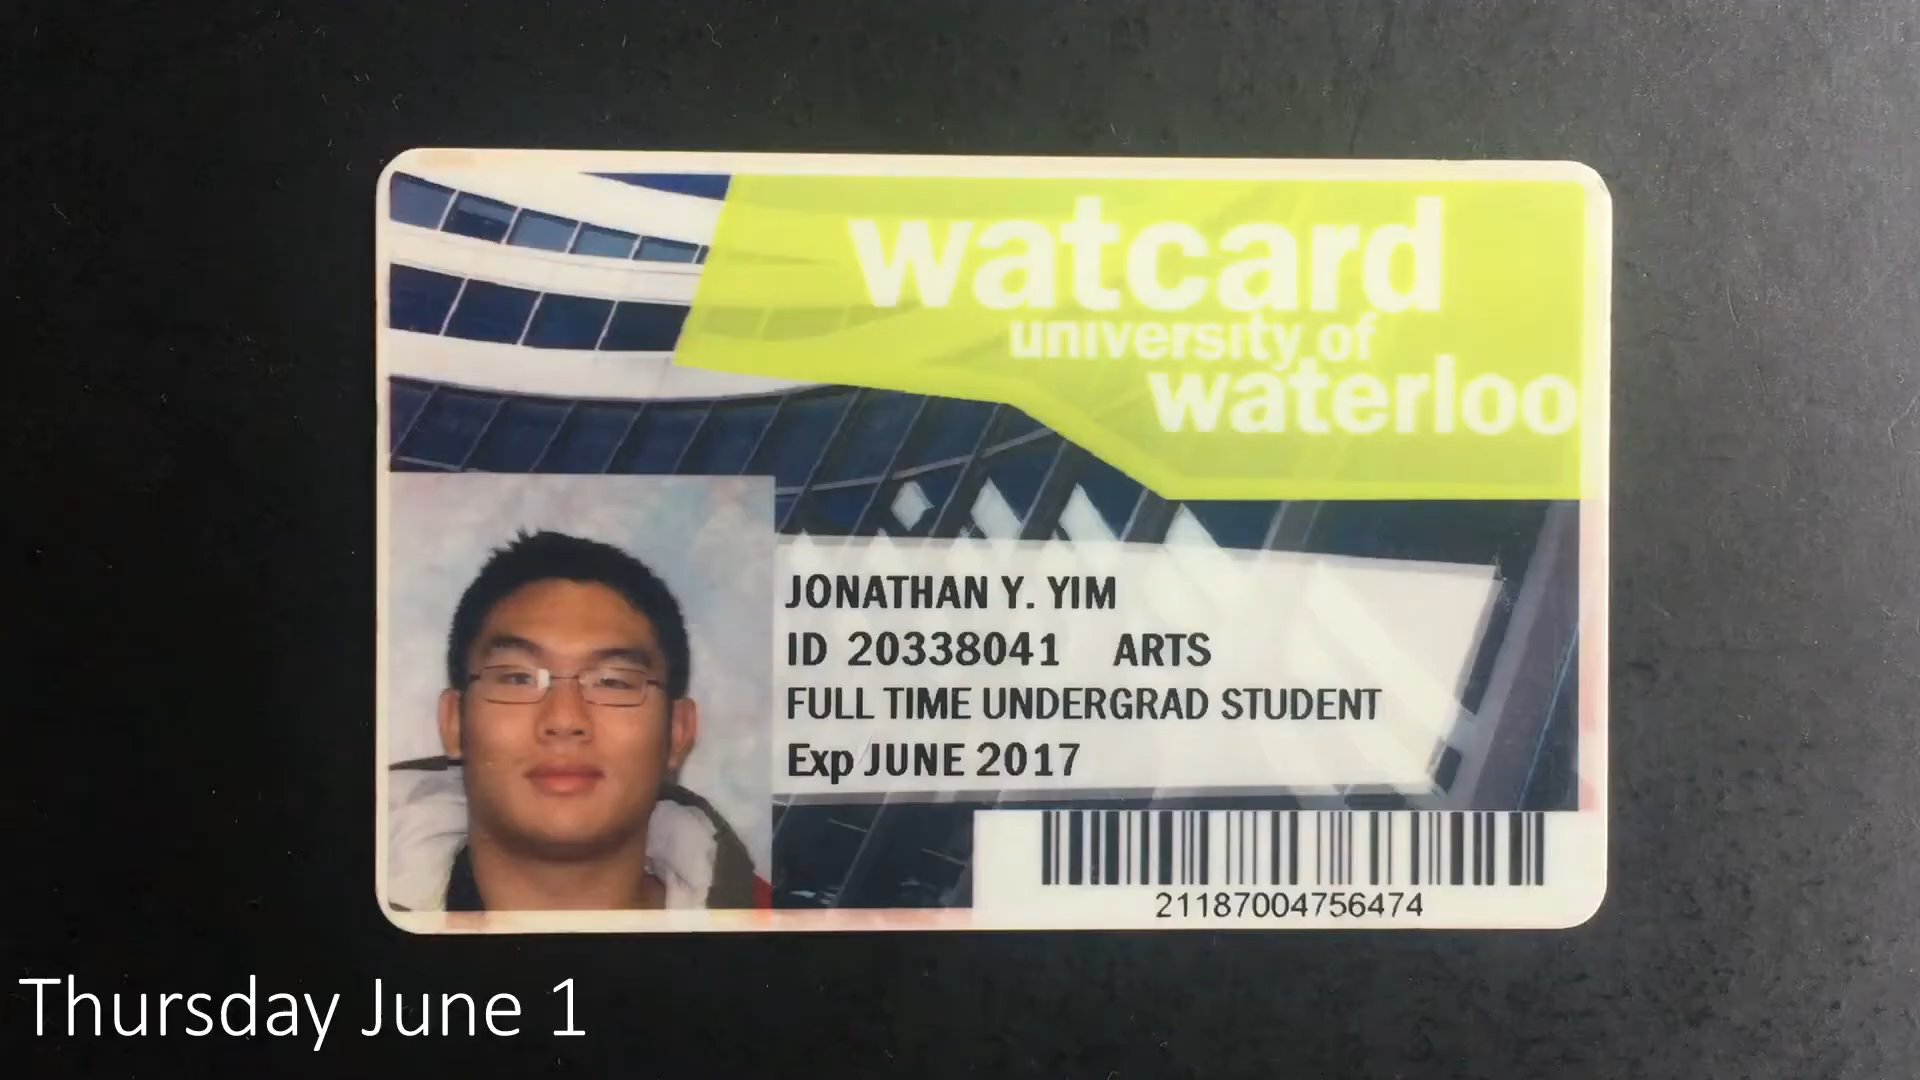 watcard
university of
waterloo
JONATHAN Y. YIM
ID 20338041 ARTS
FULL TIME UNDERGRAD STUDENT
Exp JUNE 2017
21187004756474
Thursday June 1